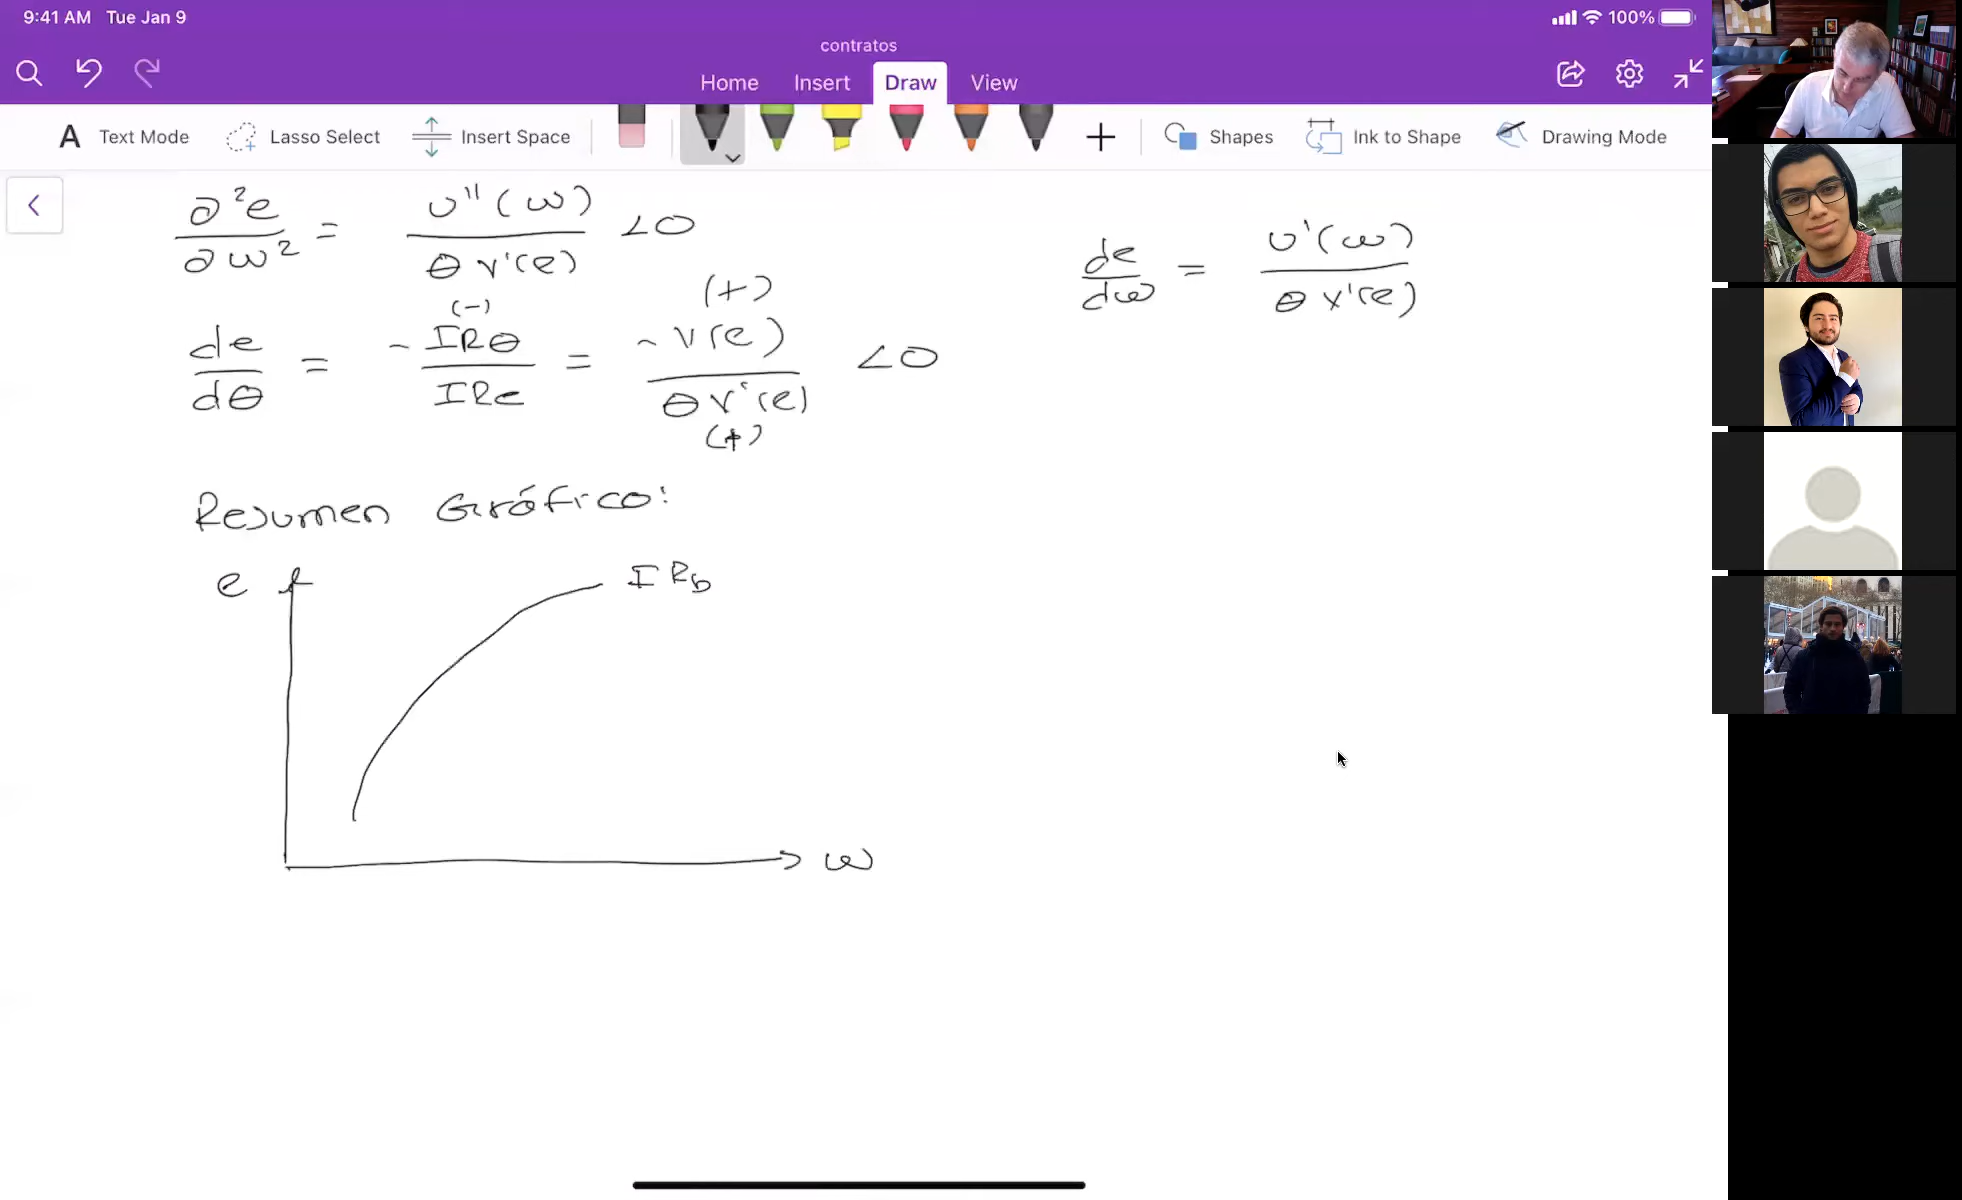 9:41 AM Tue Jan 9
100%
contratos
Home Insert Draw View
A Text Mode Lasso Select Insert Space Shapes Ink to Shape Drawing Mode
∂²e/∂w² = u''(w)/θv'(e) <0
de/dw = u'(w)/θv'(e)
de/dθ = - IRθ (-)/IRe = -v(e) (+)/θv'(e) (+) <0
Resumen Gráfico:
e
IRb
w